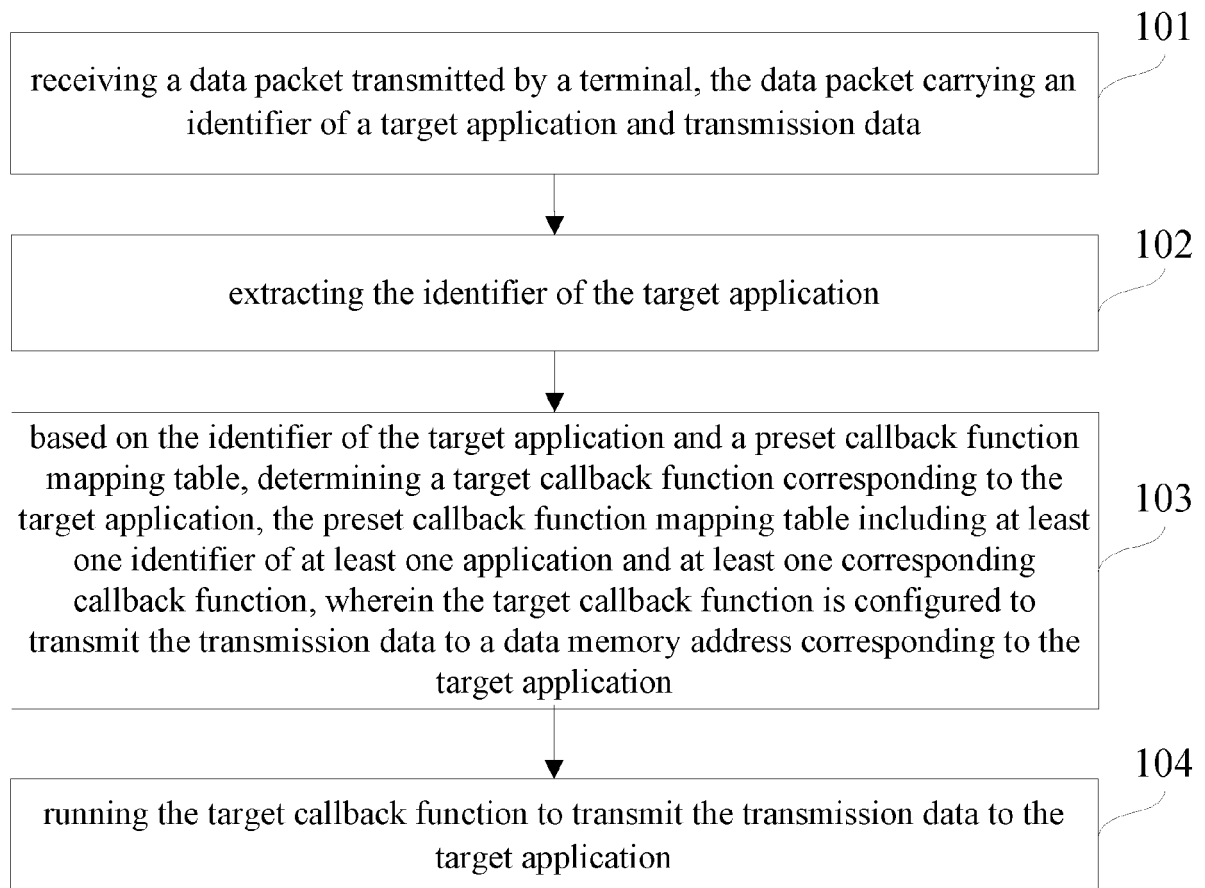 101
receiving a data packet transmitted by a terminal, the data packet carrying an
identifier of a target application and transmission data
102
extracting the identifier of the target application
based on the identifier of the target application and a preset callback function
mapping table, determining a target callback function corresponding to the
target application, the preset callback function mapping table including at least
one identifier of at least one application and at least one corresponding
callback function, wherein the target callback function is configured to
transmit the transmission data to a data memory address corresponding to the
target application
103
104
running the target callback function to transmit the transmission data to the
target application